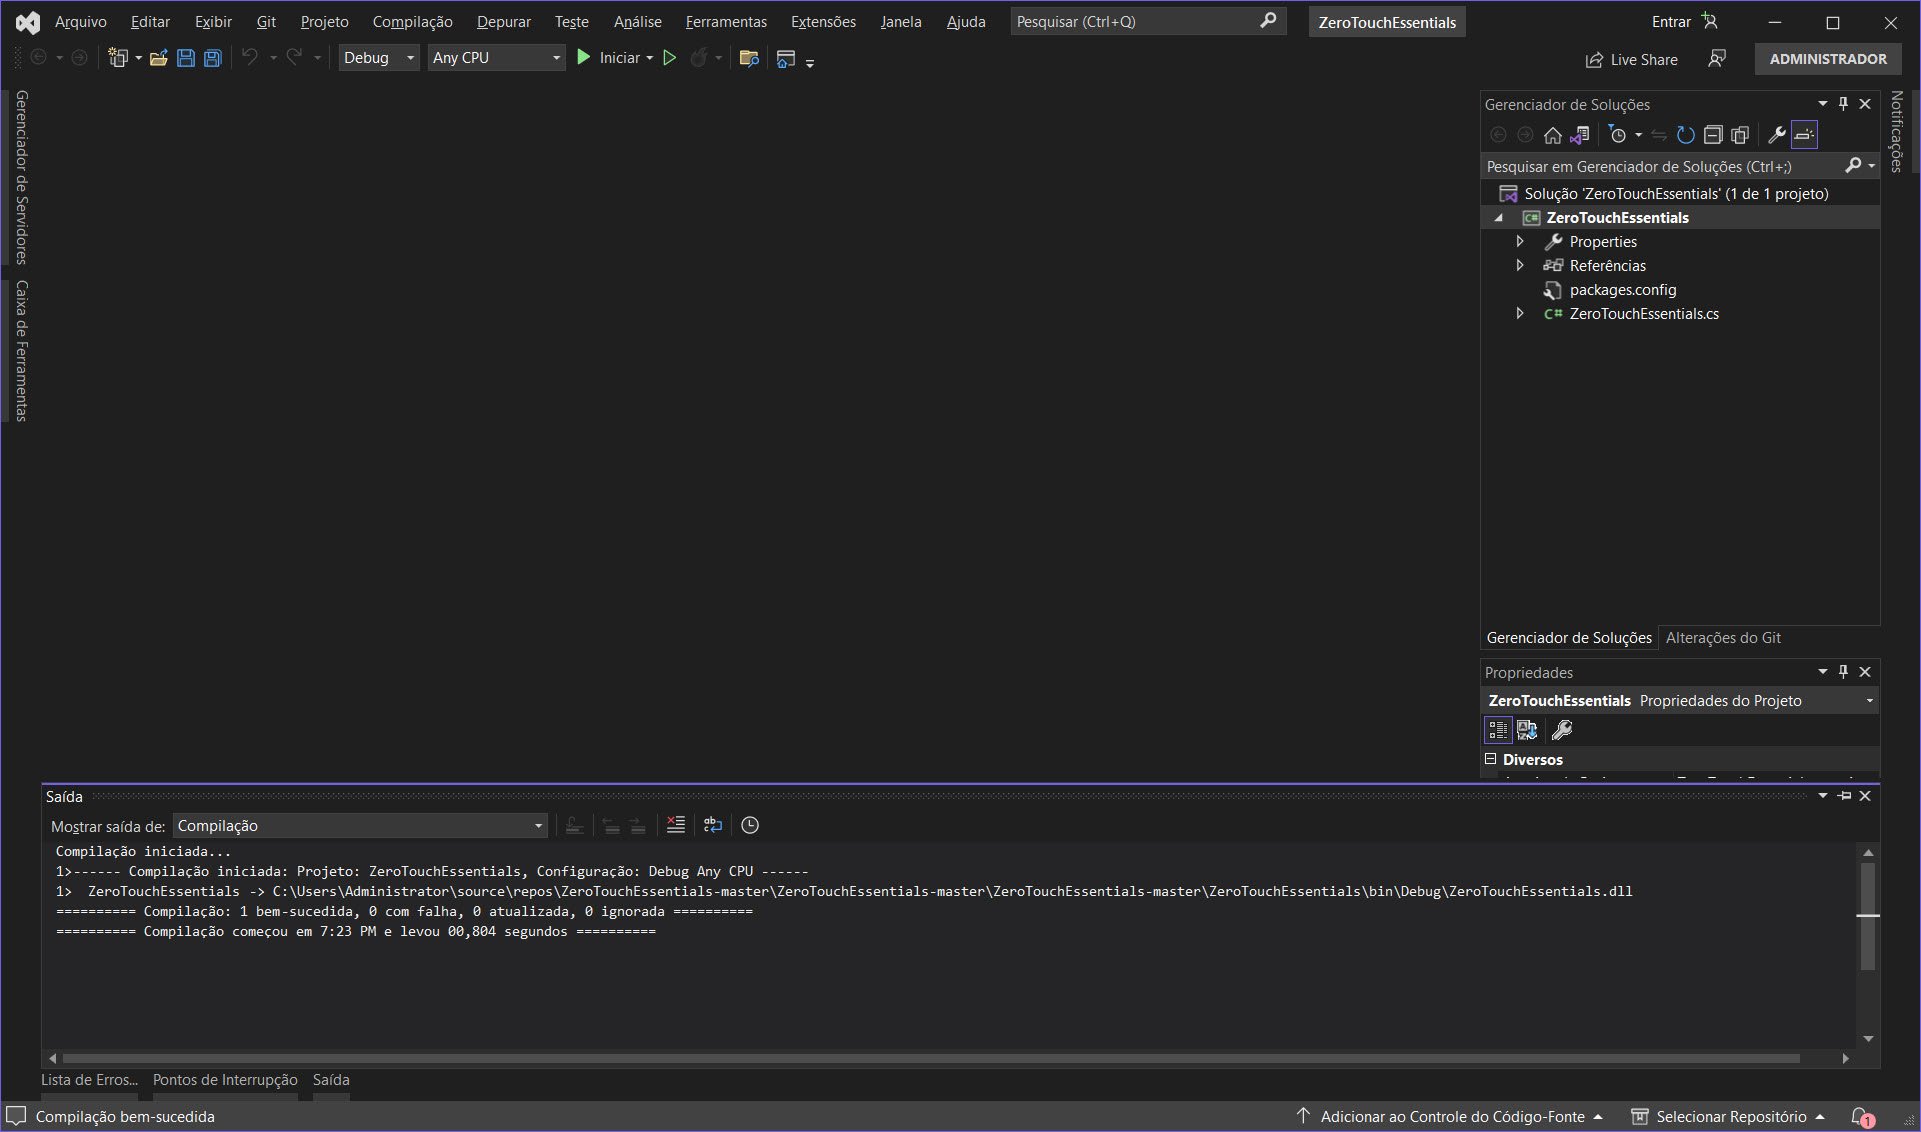 Arquivo Editar Exibir Git Projeto Compilação Depurar Teste Análise Ferramentas Extensões Janela Ajuda Pesquisar (Ctrl+Q) ZeroTouchEssentials Entrar
Debug Any CPU Iniciar Live Share ADMINISTRADOR
Gerenciador de Servidores
Caixa de Ferramentas
Notificações
Gerenciador de Soluções
Pesquisar em Gerenciador de Soluções (Ctrl+;)
Solução 'ZeroTouchEssentials' (1 de 1 projeto)
C# ZeroTouchEssentials
Properties
Referências
packages.config
C# ZeroTouchEssentials.cs
Gerenciador de Soluções Alterações do Git
Propriedades
ZeroTouchEssentials Propriedades do Projeto
Diversos
Saída
Mostrar saída de: Compilação
Compilação iniciada...
1>------ Compilação iniciada: Projeto: ZeroTouchEssentials, Configuração: Debug Any CPU ------
1>  ZeroTouchEssentials -> C:\Users\Administrator\source\repos\ZeroTouchEssentials-master\ZeroTouchEssentials-master\ZeroTouchEssentials-master\ZeroTouchEssentials\bin\Debug\ZeroTouchEssentials.dll
========== Compilação: 1 bem-sucedida, 0 com falha, 0 atualizada, 0 ignorada ==========
========== Compilação começou em 7:23 PM e levou 00,804 segundos ==========
Lista de Erros... Pontos de Interrupção Saída
Compilação bem-sucedida Adicionar ao Controle do Código-Fonte Selecionar Repositório 1